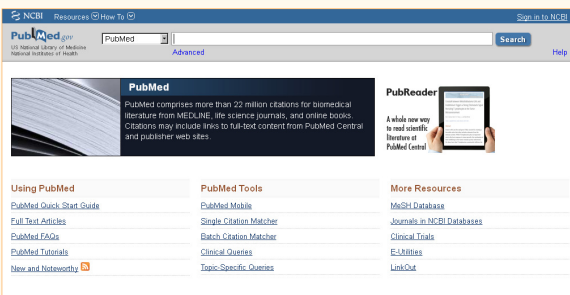 NCBI Resources How To Sign in to NCBI
PubMed.gov
US National Library of Medicine
National Institutes of Health
PubMed
Search
Advanced
Help
PubMed
PubMed comprises more than 22 million citations for biomedical
literature from MEDLINE, life science journals, and online books.
Citations may include links to full-text content from PubMed Central
and publisher web sites.
PubReader
A whole new way
to read scientific
literature at
PubMed Central
Using PubMed
PubMed Quick Start Guide
Full Text Articles
PubMed FAQs
PubMed Tutorials
New and Noteworthy
PubMed Tools
PubMed Mobile
Single Citation Matcher
Batch Citation Matcher
Clinical Queries
Topic-Specific Queries
More Resources
MeSH Database
Journals in NCBI Databases
Clinical Trials
E-Utilities
LinkOut